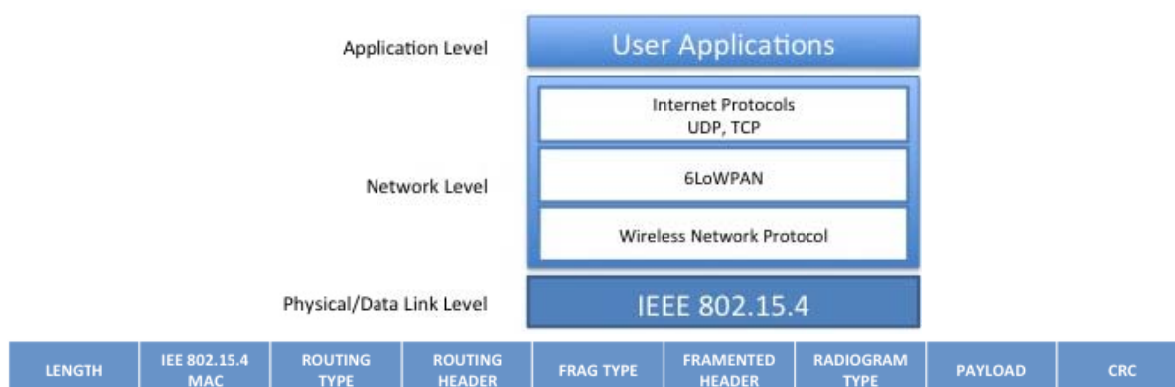 Application Level
User Applications
Internet Protocols
UDP, TCP
Network Level
6LoWPAN
Wireless Network Protocol
Physical/Data Link Level
IEEE 802.15.4
LENGTH
IEE 802.15.4
MAC
ROUTING
TYPE
ROUTING
HEADER
FRAG TYPE
FRAMENTED
HEADER
RADIOGRAM
TYPE
PAYLOAD
CRC